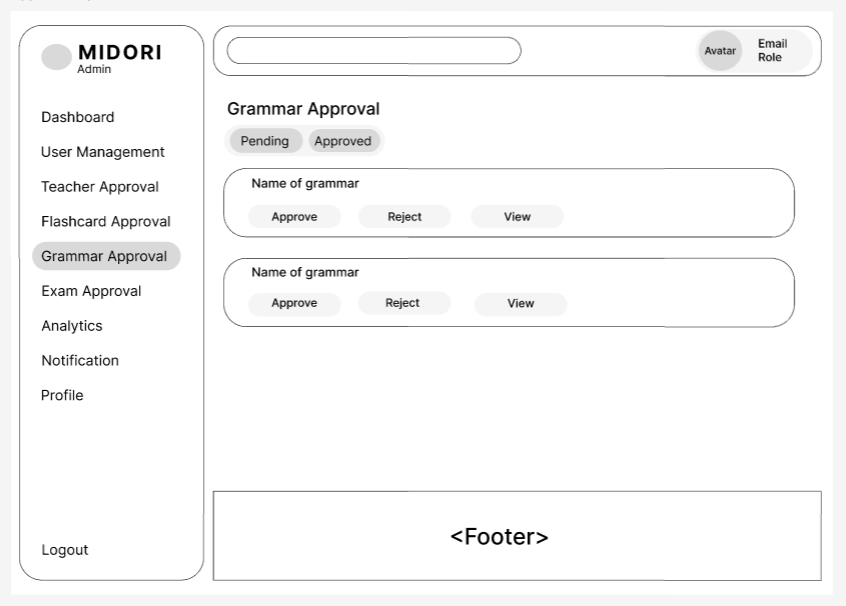 MIDORI
Admin
Dashboard
User Management
Teacher Approval
Flashcard Approval
Grammar Approval
Exam Approval
Analytics
Notification
Profile
Logout
Avatar
Email
Role
Grammar Approval
Pending
Approved
Name of grammar
Approve
Reject
View
Name of grammar
Approve
Reject
View
<Footer>